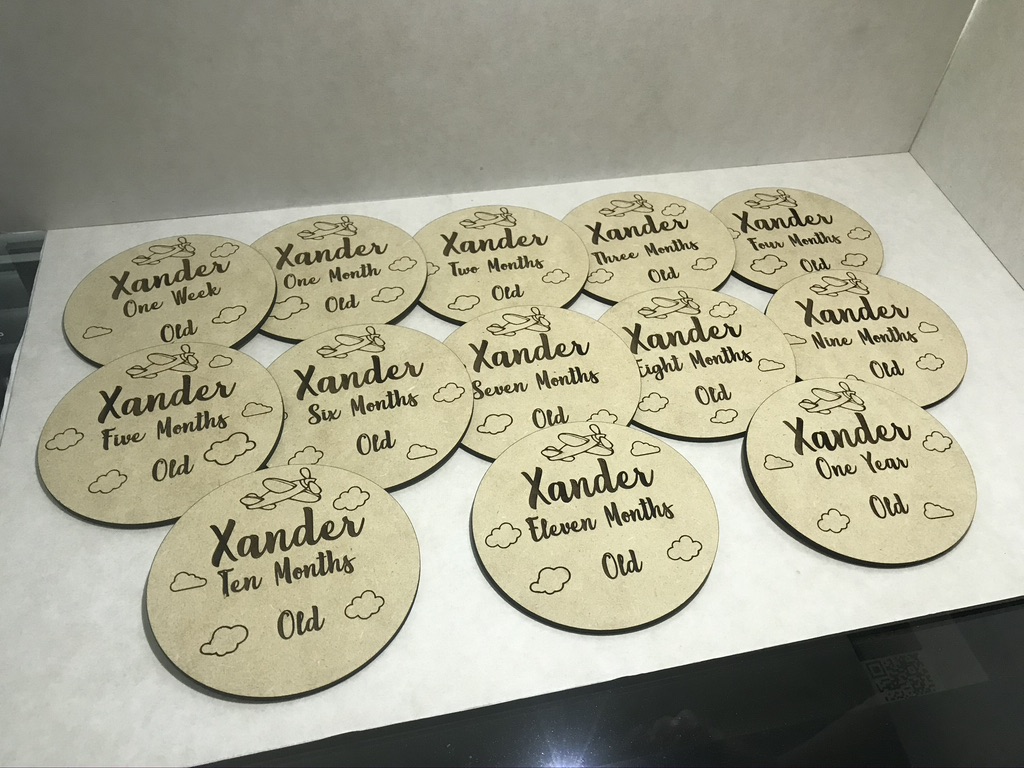 Xander
One Week
Old
Xander
One Month
Old
Xander
Two Months
Old
Xander
Three Months
Old
Xander
Four Months
Old
Xander
Five Months
Old
Xander
Six Months
Old
Xander
Seven Months
Old
Xander
Eight Months
Old
Xander
Nine Months
Old
Xander
Ten Months
Old
Xander
Eleven Months
Old
Xander
One Year
Old